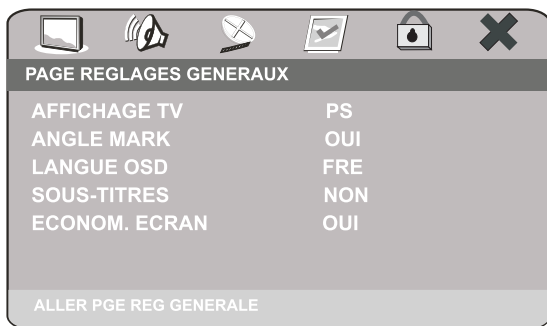 PAGE REGLAGES GENERAUX
AFFICHAGE TV PS
ANGLE MARK OUI
LANGUE OSD FRE
SOUS-TITRES NON
ECONOM. ECRAN OUI
ALLER PGE REG GENERALE